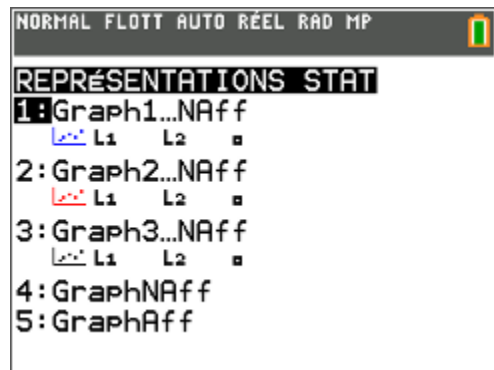 NORMAL FLOTT AUTO RÉEL RAD MP
REPRÉSENTATIONS STAT
1:Graph1…NAff
L1 L2
2:Graph2…NAff
L1 L2
3:Graph3…NAff
L1 L2
4:GraphNAff
5:GraphAff